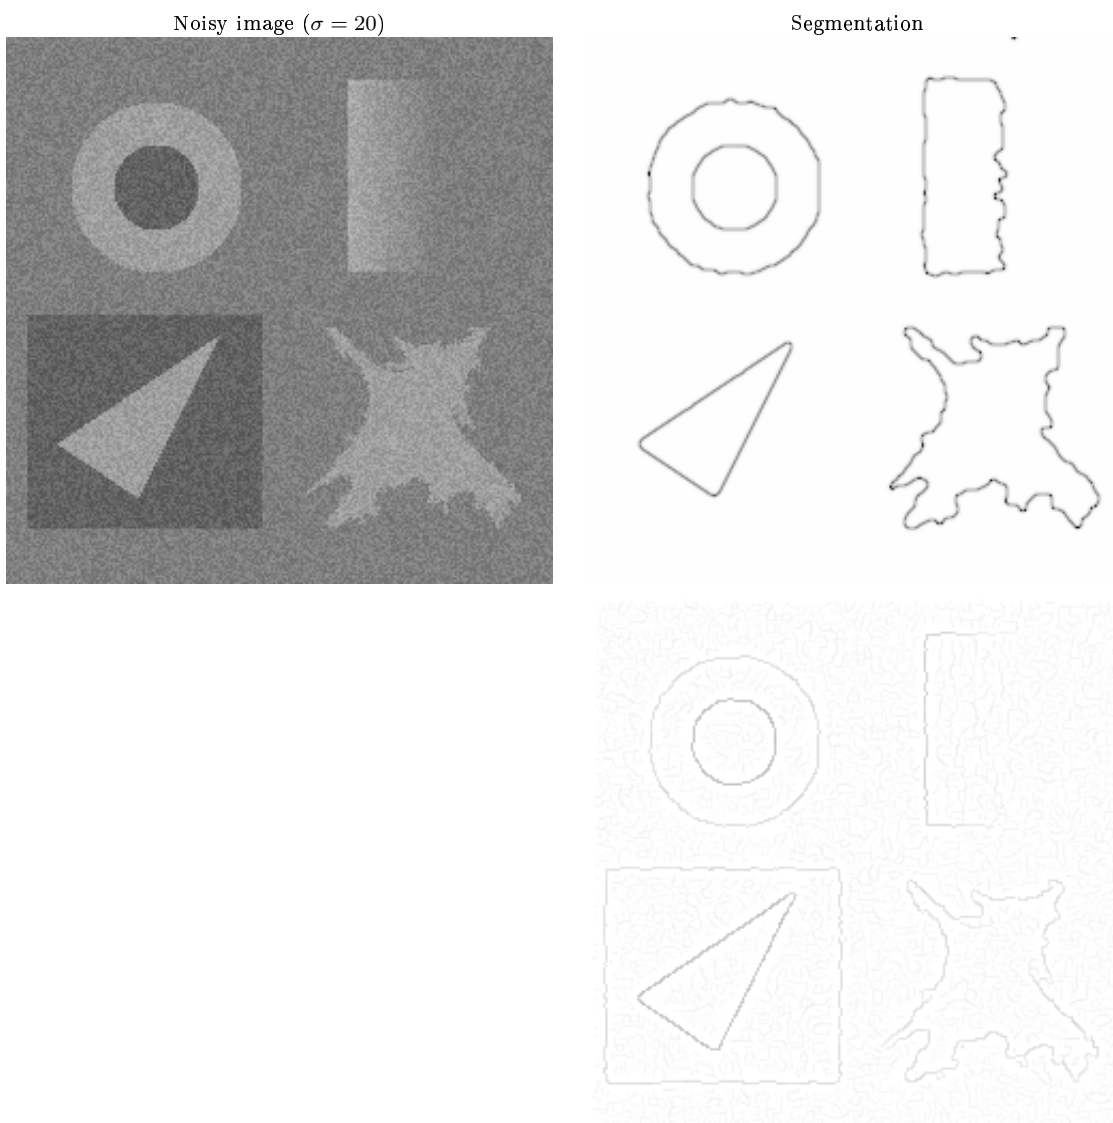 Noisy image (σ = 20)
Segmentation